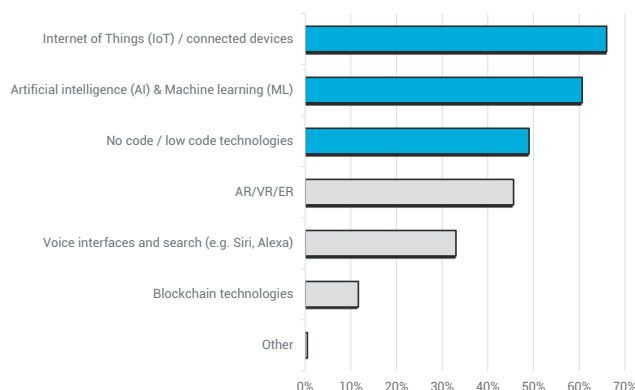 Internet of Things (IoT) / connected devices
Artificial intelligence (AI) & Machine learning (ML)
No code / low code technologies
AR/VR/ER
Voice interfaces and search (e.g. Siri, Alexa)
Blockchain technologies
Other
0% 10% 20% 30% 40% 50% 60% 70%